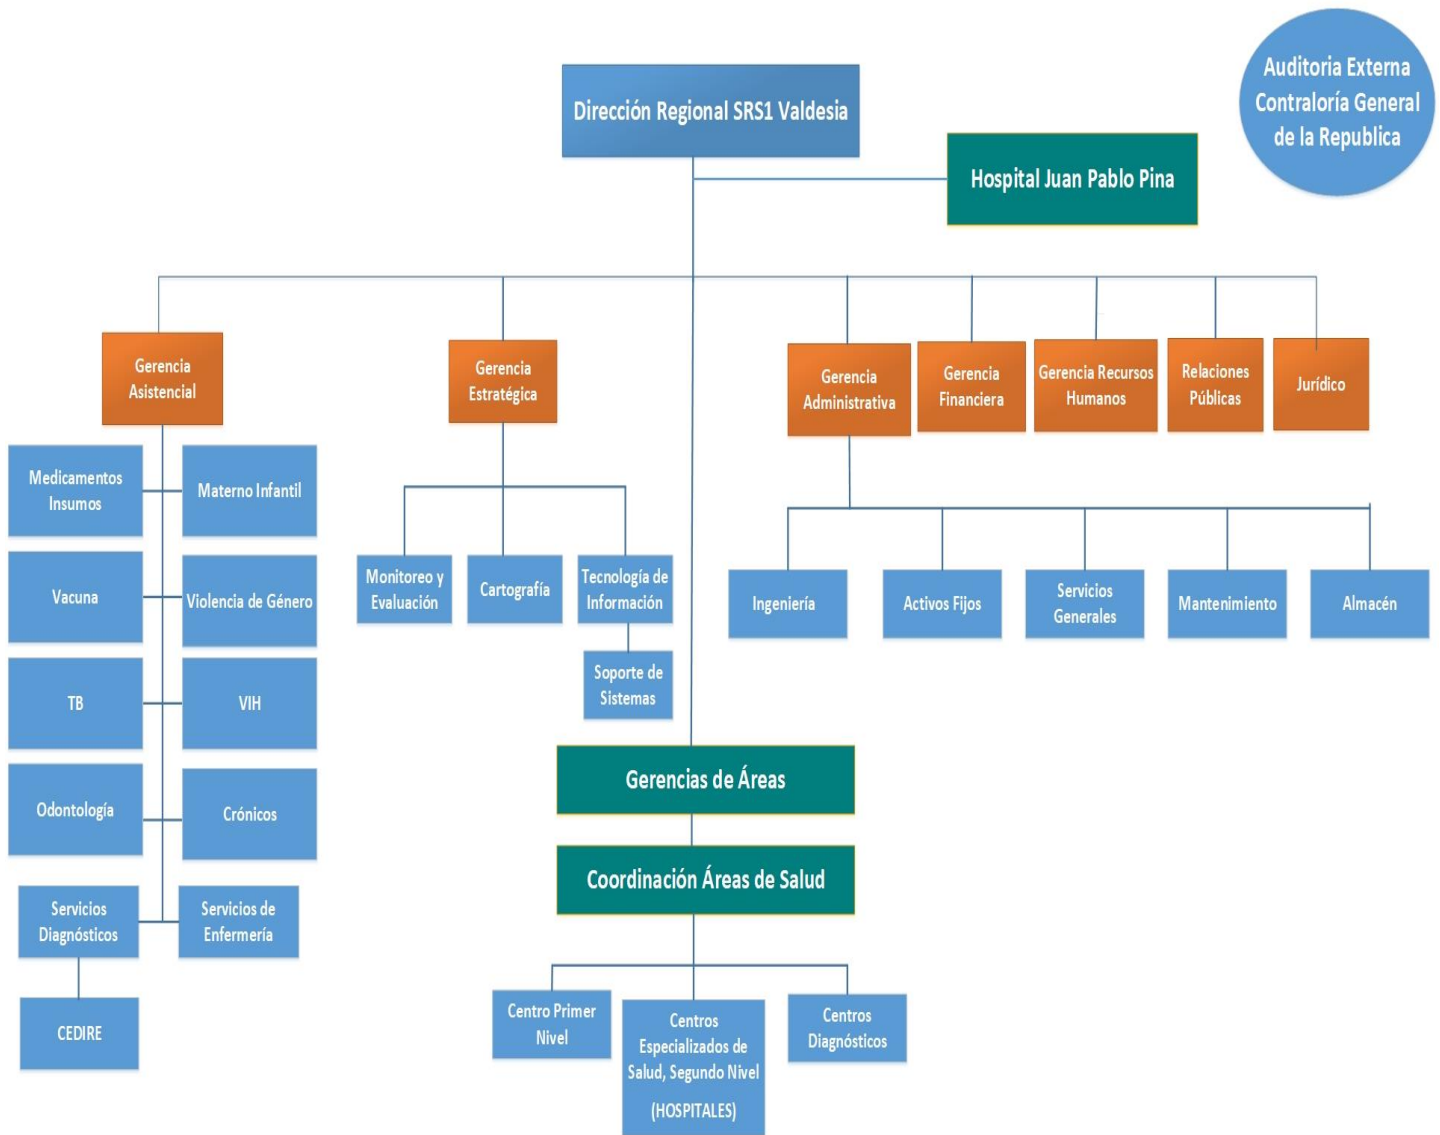 Auditoria Externa
Contraloría General
de la Republica
Dirección Regional SRS1 Valdesia
Hospital Juan Pablo Pina
Gerencia
Asistencial
Gerencia
Estratégica
Gerencia
Administrativa
Gerencia
Financiera
Gerencia Recursos
Humanos
Relaciones
Públicas
Jurídico
Medicamentos
Insumos
Materno Infantil
Vacuna
Violencia de Género
TB
VIH
Odontología
Crónicos
Servicios
Diagnósticos
Servicios de
Enfermería
CEDIRE
Monitoreo y
Evaluación
Cartografía
Tecnología de
Información
Soporte de
Sistemas
Ingeniería
Activos Fijos
Servicios
Generales
Mantenimiento
Almacén
Gerencias de Áreas
Coordinación Áreas de Salud
Centro Primer
Nivel
Centros
Especializados de
Salud, Segundo Nivel
(HOSPITALES)
Centros
Diagnósticos